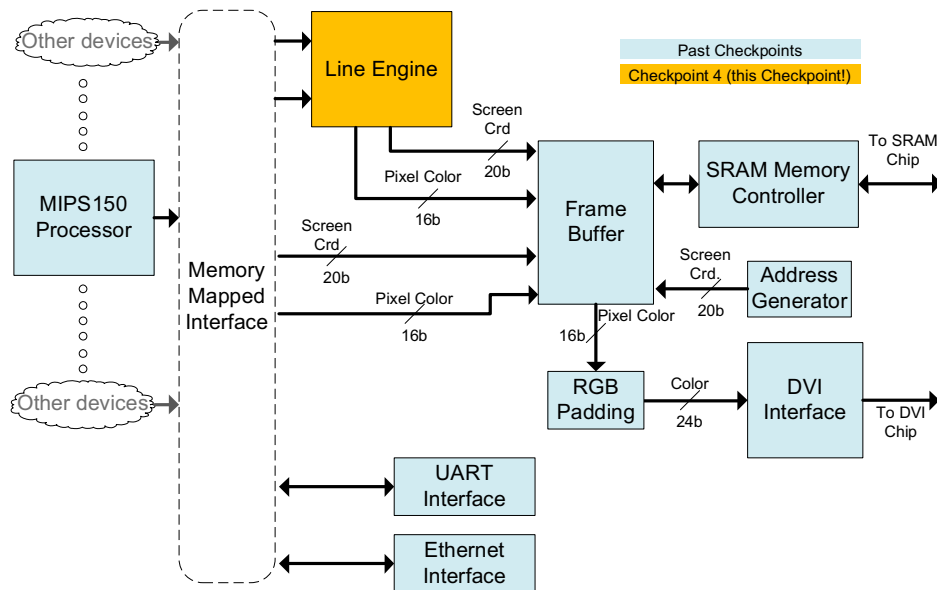 Other devices
MIPS150
Processor
Other devices
Memory
Mapped
Interface
Line Engine
Past Checkpoints
Checkpoint 4 (this Checkpoint!)
Screen
Crd
20b
Pixel Color
16b
Screen
Crd
20b
Pixel Color
16b
Frame
Buffer
SRAM Memory
Controller
To SRAM
Chip
Screen
Crd.
20b
Address
Generator
16b
Pixel Color
RGB
Padding
Color
24b
DVI
Interface
To DVI
Chip
UART
Interface
Ethernet
Interface